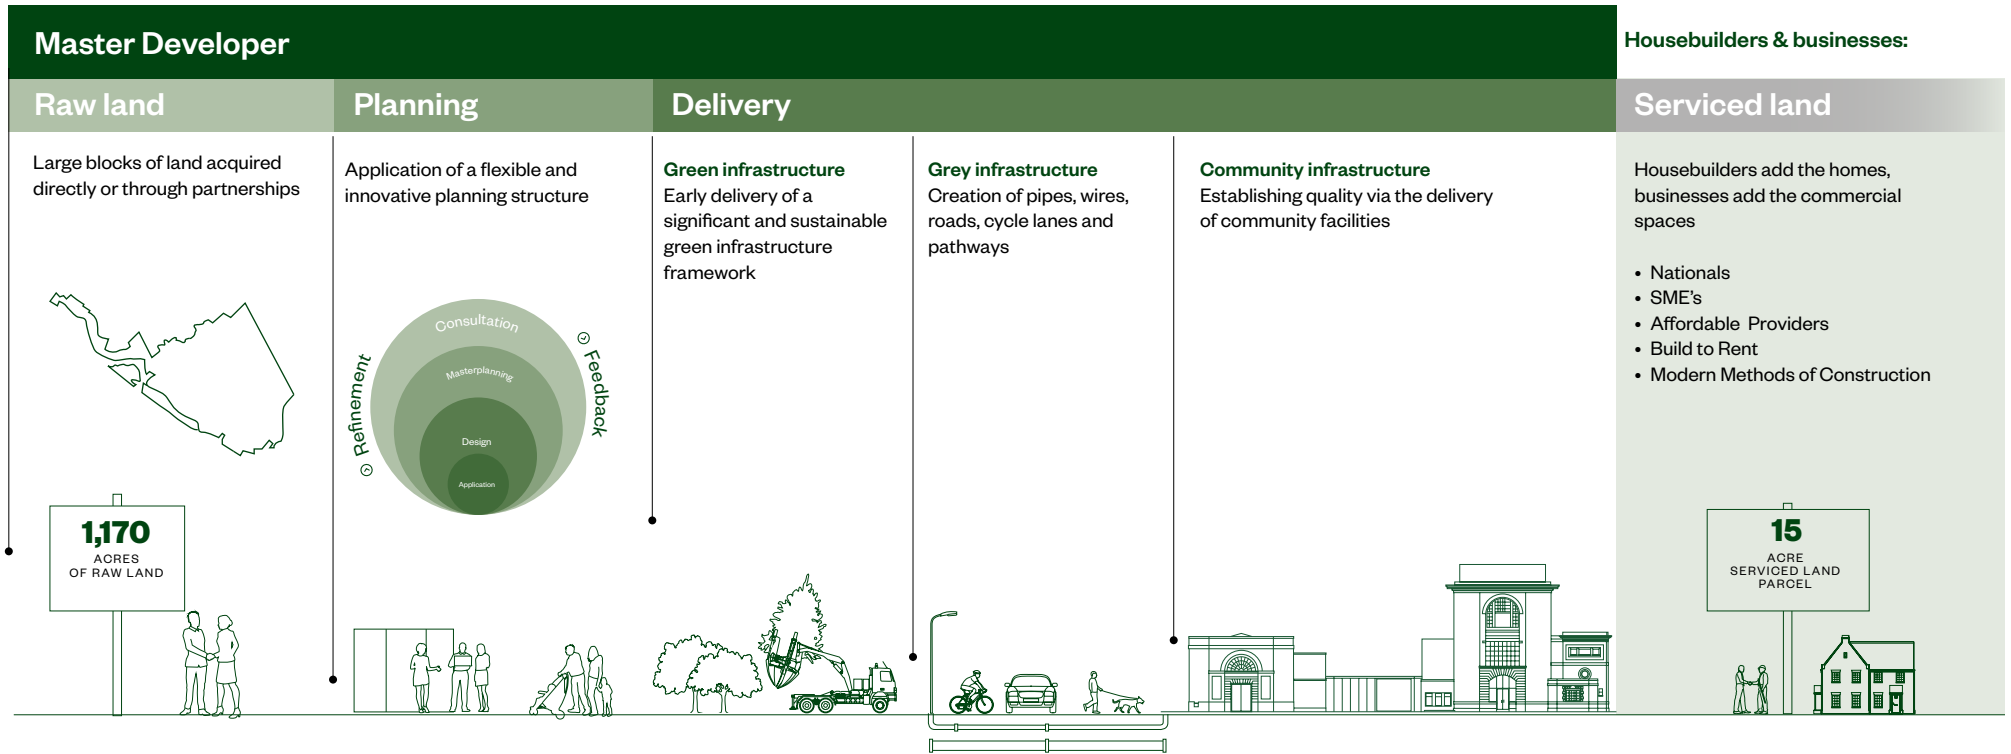 Master Developer
Housebuilders & businesses:
Raw land
Planning
Delivery
Serviced land
Large blocks of land acquired
directly or through partnerships
Application of a flexible and
innovative planning structure
Green infrastructure
Early delivery of a
significant and sustainable
green infrastructure
framework
Grey infrastructure
Creation of pipes, wires,
roads, cycle lanes and
pathways
Community infrastructure
Establishing quality via the delivery
of community facilities
Housebuilders add the homes,
businesses add the commercial
spaces
• Nationals
• SME’s
• Affordable Providers
• Build to Rent
• Modern Methods of Construction
Consultation
Masterplanning
Design
Application
Refinement
Feedback
1,170
ACRES
OF RAW LAND
15
ACRE
SERVICED LAND
PARCEL